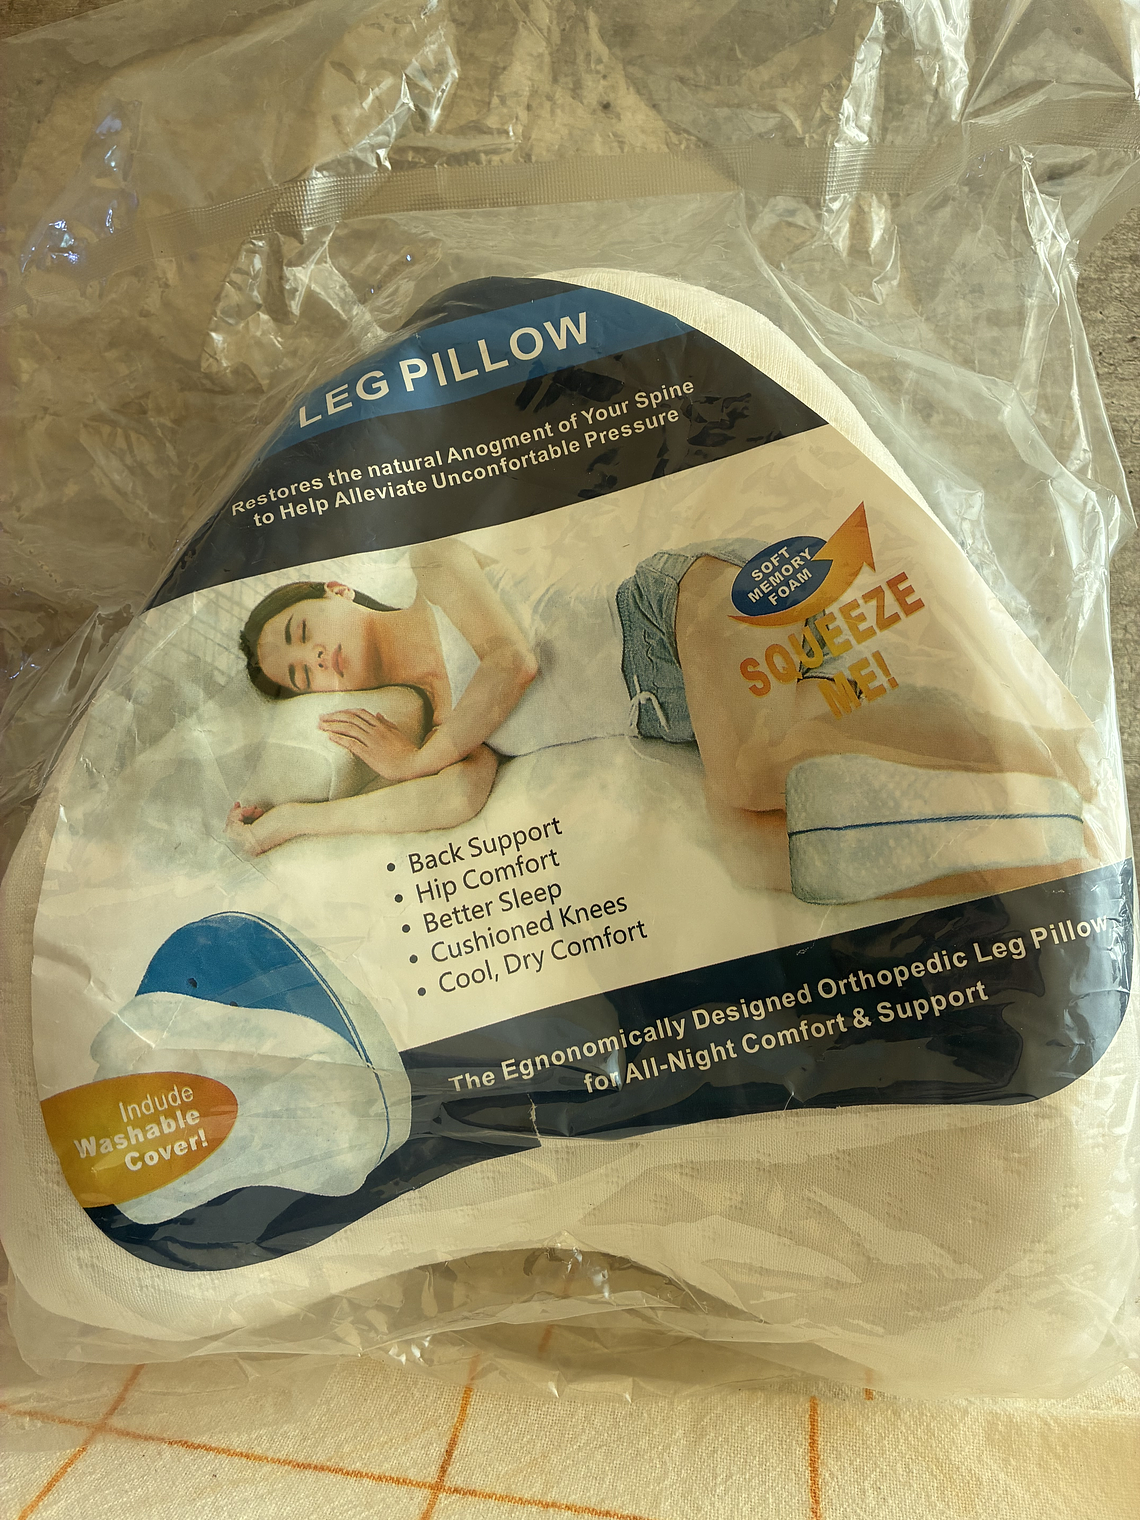 LEG PILLOW
Restores the natural Anogment of Your Spine
to Help Alleviate Unconfortable Pressure
SOFT
MEMORY
FOAM
SQUEEZE
ME!
• Back Support
• Hip Comfort
• Better Sleep
• Cushioned Knees
• Cool, Dry Comfort
The Egnonomically Designed Orthopedic Leg Pillow
for All-Night Comfort & Support
Indude
Washable
Cover!